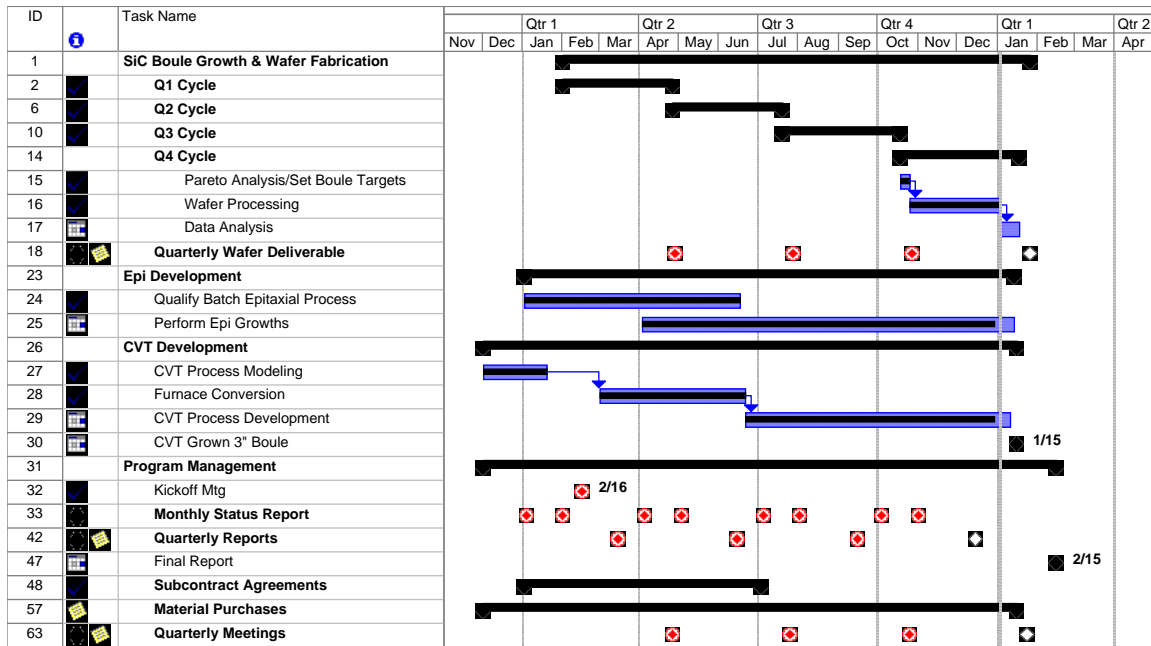 ID Task Name Qtr 1 Qtr 2 Qtr 3 Qtr 4 Qtr 1 Qtr 2
Nov Dec Jan Feb Mar Apr May Jun Jul Aug Sep Oct Nov Dec Jan Feb Mar Apr
1 SiC Boule Growth & Wafer Fabrication
2 Q1 Cycle
6 Q2 Cycle
10 Q3 Cycle
14 Q4 Cycle
15 Pareto Analysis/Set Boule Targets
16 Wafer Processing
17 Data Analysis
18 Quarterly Wafer Deliverable
23 Epi Development
24 Qualify Batch Epitaxial Process
25 Perform Epi Growths
26 CVT Development
27 CVT Process Modeling
28 Furnace Conversion
29 CVT Process Development
30 CVT Grown 3" Boule 1/15
31 Program Management
32 Kickoff Mtg 2/16
33 Monthly Status Report
42 Quarterly Reports
47 Final Report 2/15
48 Subcontract Agreements
57 Material Purchases
63 Quarterly Meetings